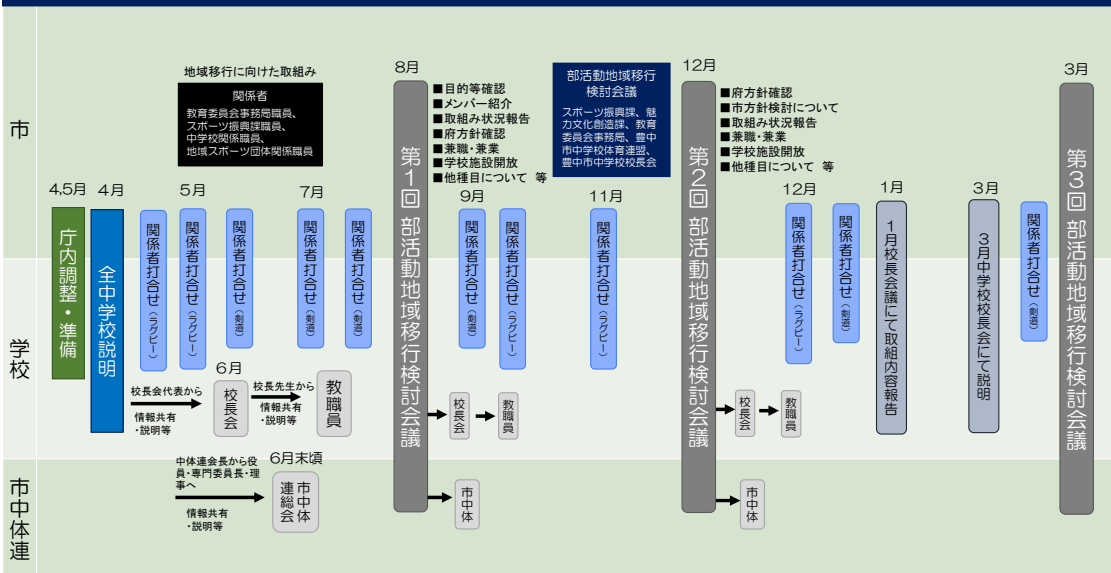 市
学校
市中体連
地域移行に向けた取組み
関係者
教育委員会事務局職員、
スポーツ振興課職員、
中学校関係職員、
地域スポーツ団体関係職員
4,5月
庁内調整・準備
4月
全中学校説明
関係者打合せ（ラグビー）
5月
関係者打合せ（ラグビー）
関係者打合せ（剣道）
7月
関係者打合せ（剣道）
関係者打合せ（剣道）
校長会代表から
情報共有
・説明等
6月
校長会
校長先生から
情報共有
・説明等
教職員
中体連会長から役
員・専門委員長・理
事へ
情報共有
・説明等
6月末頃
市中体
連総会
8月
第1回 部活動地域移行検討会議
■目的等確認
■メンバー紹介
■取組み状況報告
■府方針確認
■兼職・兼業
■学校施設開放
■他種目について 等
9月
関係者打合せ（剣道）
関係者打合せ（ラグビー）
校長会
教職員
市中体
部活動地域移行
検討会議
スポーツ振興課、魅
力文化創造課、教育
委員会事務局、豊中
市中学校体育連盟、
豊中市中学校校長会
11月
関係者打合せ（ラグビー）
12月
第2回 部活動地域移行検討会議
■府方針確認
■市方針検討について
■取組み状況報告
■兼職・兼業
■学校施設開放
■他種目について 等
12月
関係者打合せ（ラグビー）
関係者打合せ（剣道）
校長会
教職員
市中体
1月
1月校長会議にて取組内容報告
3月
3月中学校校長会にて説明
関係者打合せ（剣道）
3月
第3回 部活動地域移行検討会議